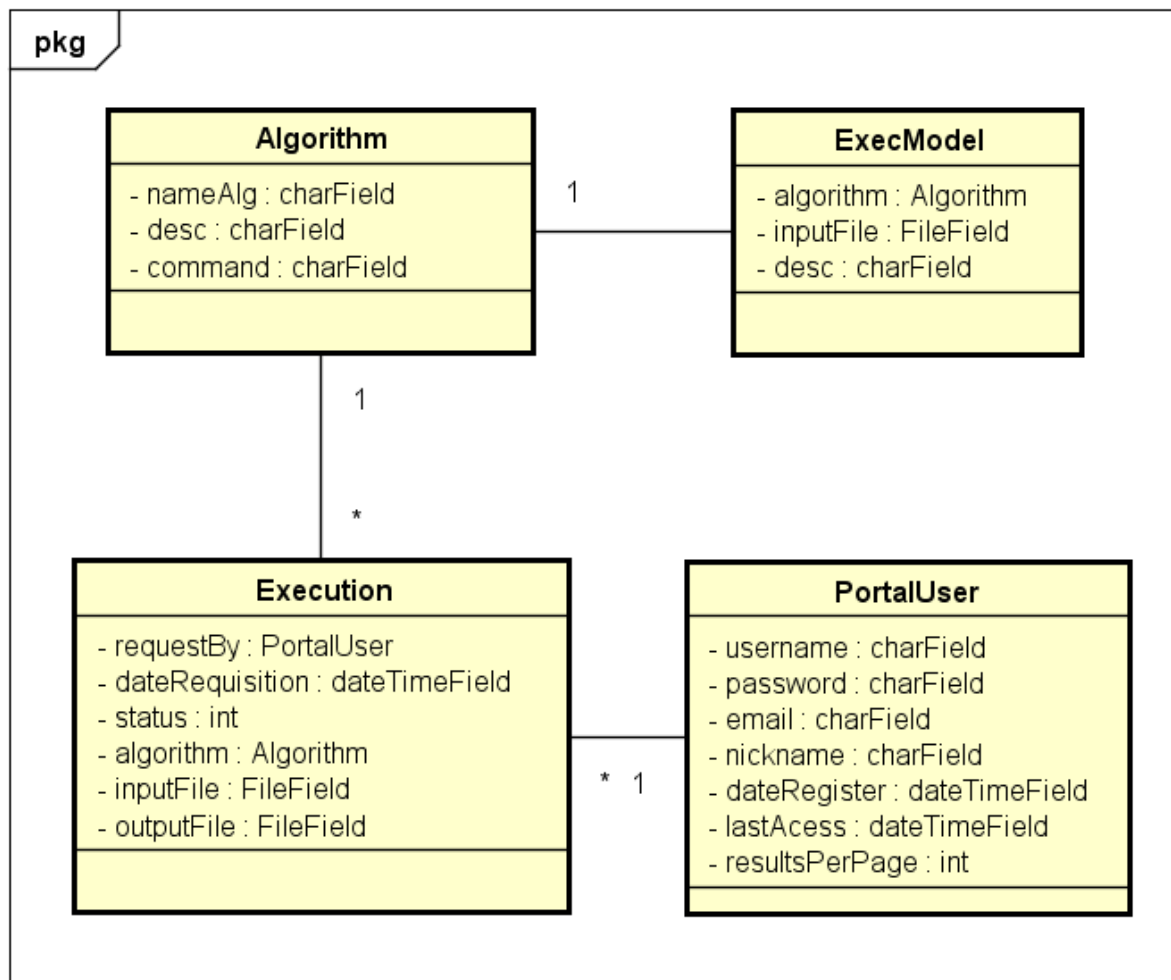 pkg
Algorithm
- nameAlg : charField
- desc : charField
- command : charField
1
ExecModel
- algorithm : Algorithm
- inputFile : FileField
- desc : charField
1
*
Execution
- requestBy : PortalUser
- dateRequisition : dateTimeField
- status : int
- algorithm : Algorithm
- inputFile : FileField
- outputFile : FileField
* 1
PortalUser
- username : charField
- password : charField
- email : charField
- nickname : charField
- dateRegister : dateTimeField
- lastAcess : dateTimeField
- resultsPerPage : int